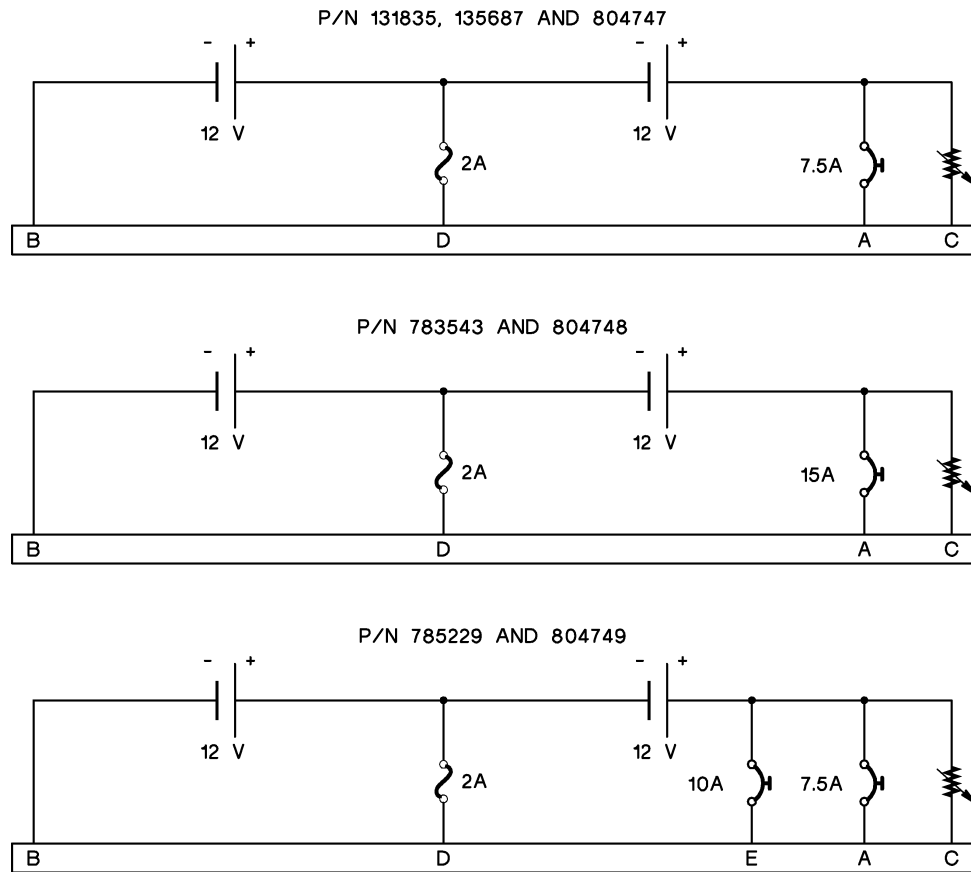 P/N 131835, 135687 AND 804747
- + - +
12 V 12 V
2A 7.5A
B D A C
P/N 783543 AND 804748
- + - +
12 V 12 V
2A 15A
B D A C
P/N 785229 AND 804749
- + - +
12 V 12 V
2A 10A 7.5A
B D E A C